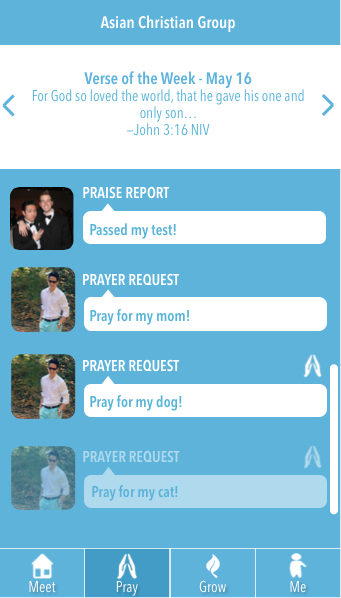 Asian Christian Group
Verse of the Week - May 16
For God so loved the world, that he gave his one and
only son…
–John 3:16 NIV
PRAISE REPORT
Passed my test!
PRAYER REQUEST
Pray for my mom!
PRAYER REQUEST
Pray for my dog!
PRAYER REQUEST
Pray for my cat!
Meet
Pray
Grow
Me